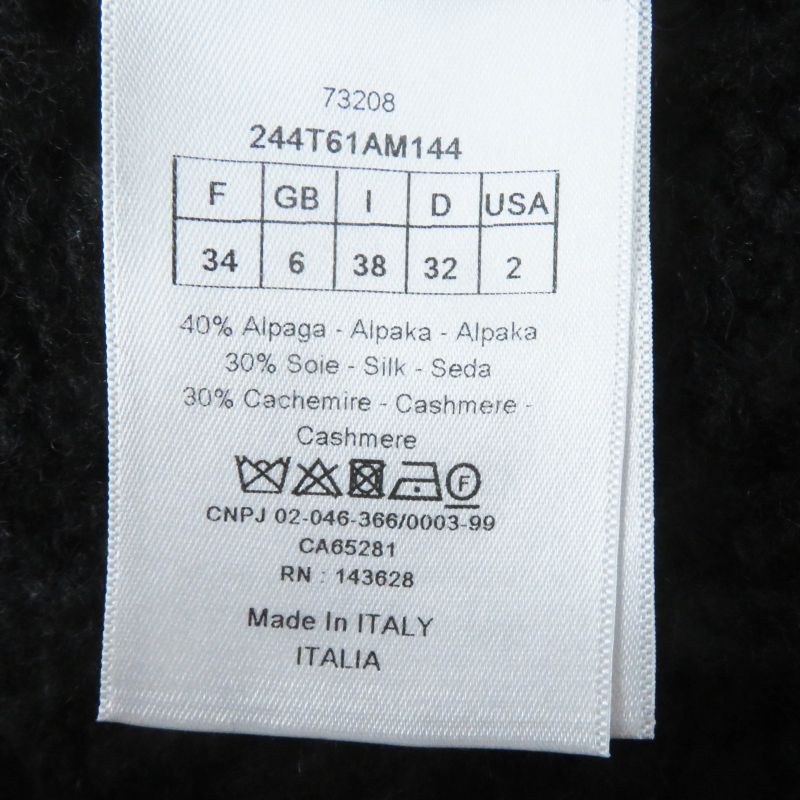 73208
244T61AM144
F GB I D USA
34 6 38 32 2
40% Alpaga - Alpaka - Alpaka
30% Soie - Silk - Seda
30% Cachemire - Cashmere -
Cashmere
F
CNPJ 02-046-366/0003-99
CA65281
RN : 143628
Made In ITALY
ITALIA